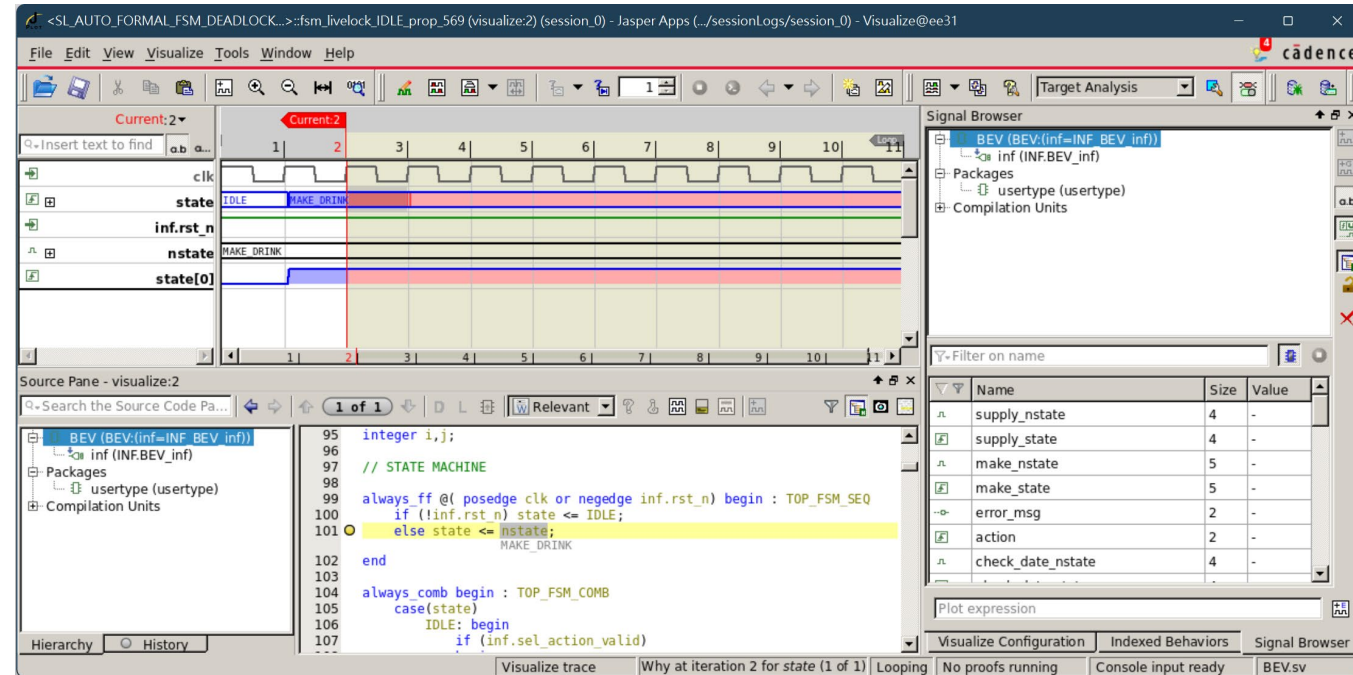 <SL_AUTO_FORMAL_FSM_DEADLOCK...>::fsm_livelock_IDLE_prop_569 (visualize:2) (session_0) - Jasper Apps (.../sessionLogs/session_0) - Visualize@ee31
File Edit View Visualize Tools Window Help
4
cādence
1
Target Analysis
Current:2
Current:2
Insert text to find a.b a...
1 2 3 4 5 6 7 8 9 10 11
Loop
clk
state IDLE MAKE_DRINK
inf.rst_n
nstate MAKE_DRINK
state[0]
1 2 3 4 5 6 7 8 9 10 11
Signal Browser
BEV (BEV:(inf=INF_BEV_inf))
inf (INF.BEV_inf)
Packages
usertype (usertype)
Compilation Units
Filter on name
Name Size Value
supply_nstate 4 -
supply_state 4 -
make_nstate 5 -
make_state 5 -
error_msg 2 -
action 2 -
check_date_nstate 4 -
Plot expression
Visualize Configuration Indexed Behaviors Signal Browser
Source Pane - visualize:2
Search the Source Code Pa... 1 of 1 D L Relevant
BEV (BEV:(inf=INF_BEV_inf))
inf (INF.BEV_inf)
Packages
usertype (usertype)
Compilation Units
Hierarchy History
95 integer i,j;
96
97 // STATE MACHINE
98
99 always_ff @( posedge clk or negedge inf.rst_n) begin : TOP_FSM_SEQ
100 if (!inf.rst_n) state <= IDLE;
101 else state <= nstate;
MAKE_DRINK
102 end
103
104 always_comb begin : TOP_FSM_COMB
105 case(state)
106 IDLE: begin
107 if (inf.sel_action_valid)
Visualize trace Why at iteration 2 for state (1 of 1) Looping No proofs running Console input ready BEV.sv